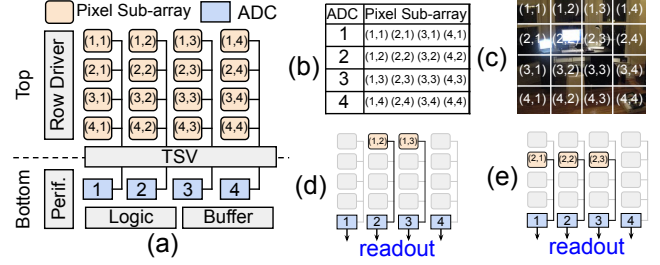 Pixel Sub-array ADC
Top
Row Driver
(1,1) (1,2) (1,3) (1,4)
(2,1) (2,2) (2,3) (2,4)
(3,1) (3,2) (3,3) (3,4)
(4,1) (4,2) (4,3) (4,4)
TSV
Bottom
Perif.
1 2 3 4
Logic Buffer
(a)
(b)
ADC Pixel Sub-array
1 (1,1) (2,1) (3,1) (4,1)
2 (1,2) (2,2) (3,2) (4,2)
3 (1,3) (2,3) (3,3) (4,3)
4 (1,4) (2,4) (3,4) (4,4)
(c)
(1,1) (1,2) (1,3) (1,4)
(2,1) (2,2) (2,3) (2,4)
(3,1) (3,2) (3,3) (3,4)
(4,1) (4,2) (4,3) (4,4)
(d)
(1,2) (1,3)
1 2 3 4
readout
(e)
(2,1) (2,2) (2,3)
1 2 3 4
readout